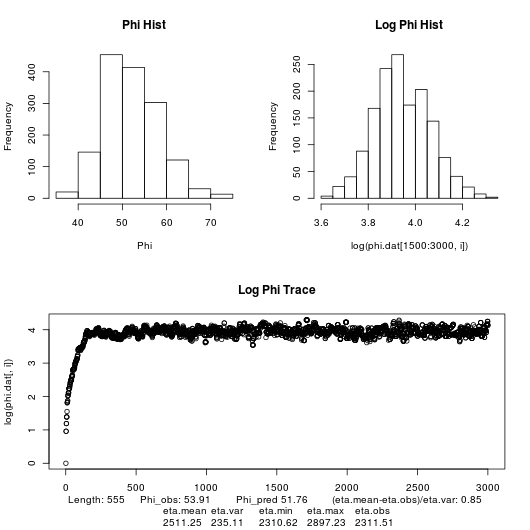 Phi Hist
Log Phi Hist
Frequency
0 100 200 300 400
40 50 60 70
Phi
Frequency
0 50 100 150 200 250
3.6 3.8 4.0 4.2
log(phi.dat[1500:3000, i])
Log Phi Trace
log(phi.dat[, i])
0 1 2 3 4
0 500 1000 1500 2000 2500 3000
Length: 555 Phi_obs: 53.91 Phi_pred 51.76 (eta.mean-eta.obs)/eta.var: 0.85
eta.mean eta.var eta.min eta.max eta.obs
2511.25 235.11 2310.62 2897.23 2311.51